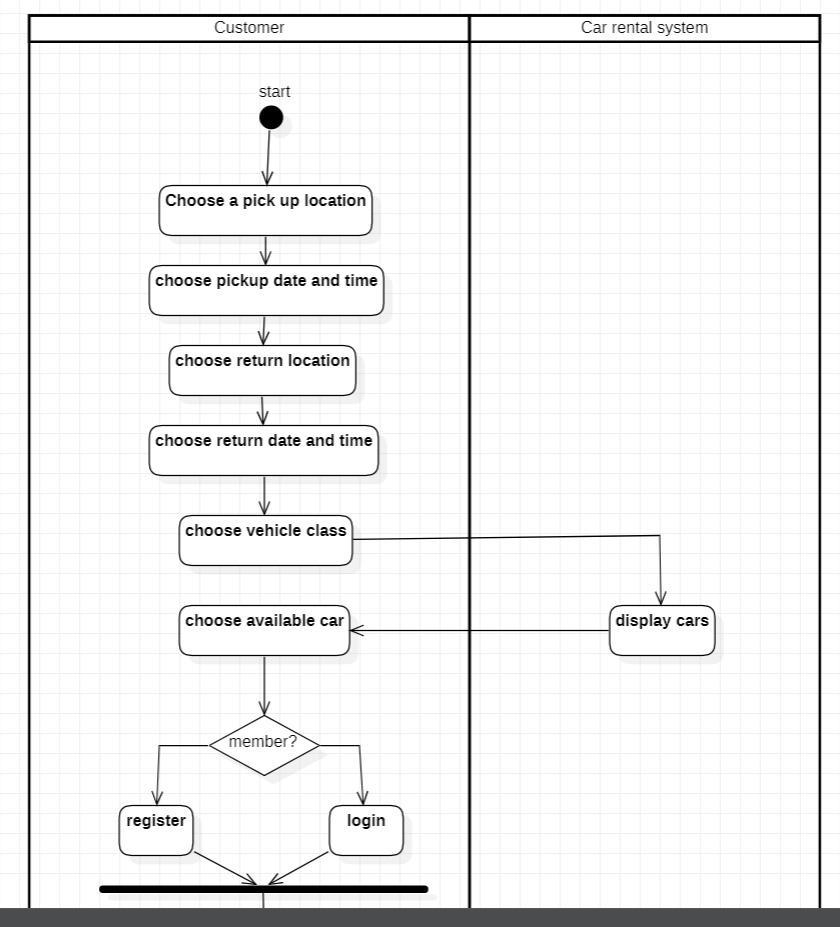 Customer
Car rental system
start
Choose a pick up location
choose pickup date and time
choose return location
choose return date and time
choose vehicle class
choose available car
display cars
member?
register
login